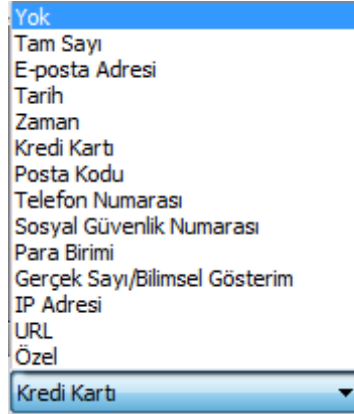 Yok
Tam Sayı
E-posta Adresi
Tarih
Zaman
Kredi Kartı
Posta Kodu
Telefon Numarası
Sosyal Güvenlik Numarası
Para Birimi
Gerçek Sayı/Bilimsel Gösterim
IP Adresi
URL
Özel
Kredi Kartı